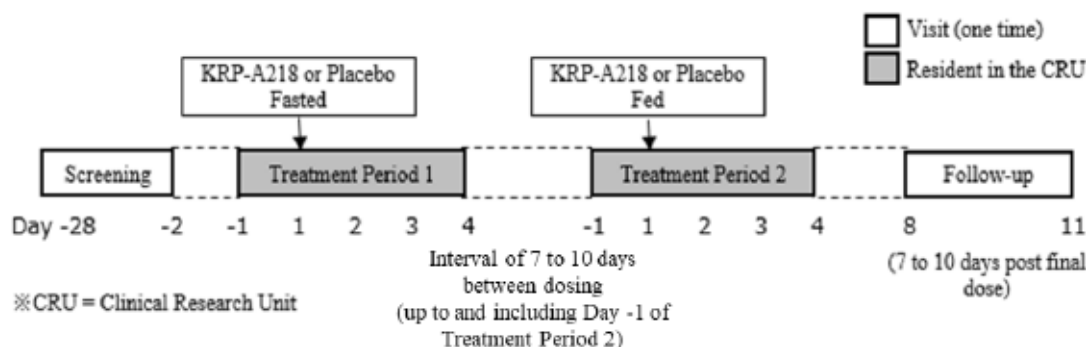 Visit (one time)
Resident in the CRU
KRP-A218 or Placebo
Fasted
KRP-A218 or Placebo
Fed
Screening
Treatment Period 1
Treatment Period 2
Follow-up
Day -28 -2 -1 1 2 3 4 -1 1 2 3 4 8 11
Interval of 7 to 10 days
between dosing
(up to and including Day -1 of
Treatment Period 2)
(7 to 10 days post final
dose)
※CRU = Clinical Research Unit